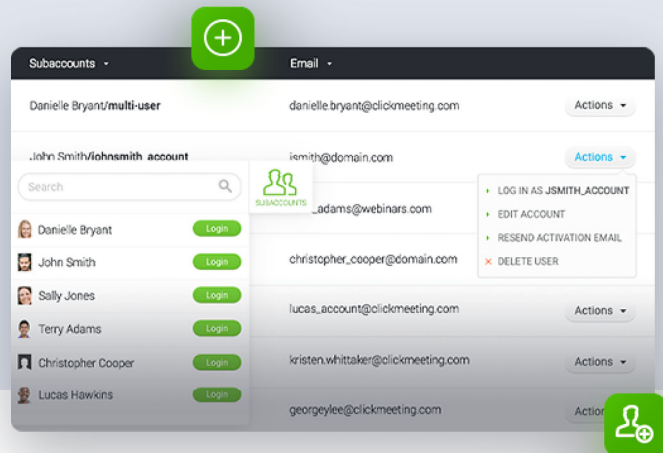 Subaccounts Email
Danielle Bryant/multi-user danielle.bryant@clickmeeting.com Actions
John Smith/johnsmith_account jsmith@domain.com Actions
Search
SUBACCOUNTS
LOG IN AS JSMITH_ACCOUNT
_adams@webinars.com
EDIT ACCOUNT
Danielle Bryant Login
RESEND ACTIVATION EMAIL
John Smith Login christopher_cooper@domain.com
DELETE USER
Sally Jones Login
lucas_account@clickmeeting.com Actions
Terry Adams Login
Christopher Cooper Login kristen.whittaker@clickmeeting.com Actions
Lucas Hawkins Login
georgeylee@clickmeeting.com